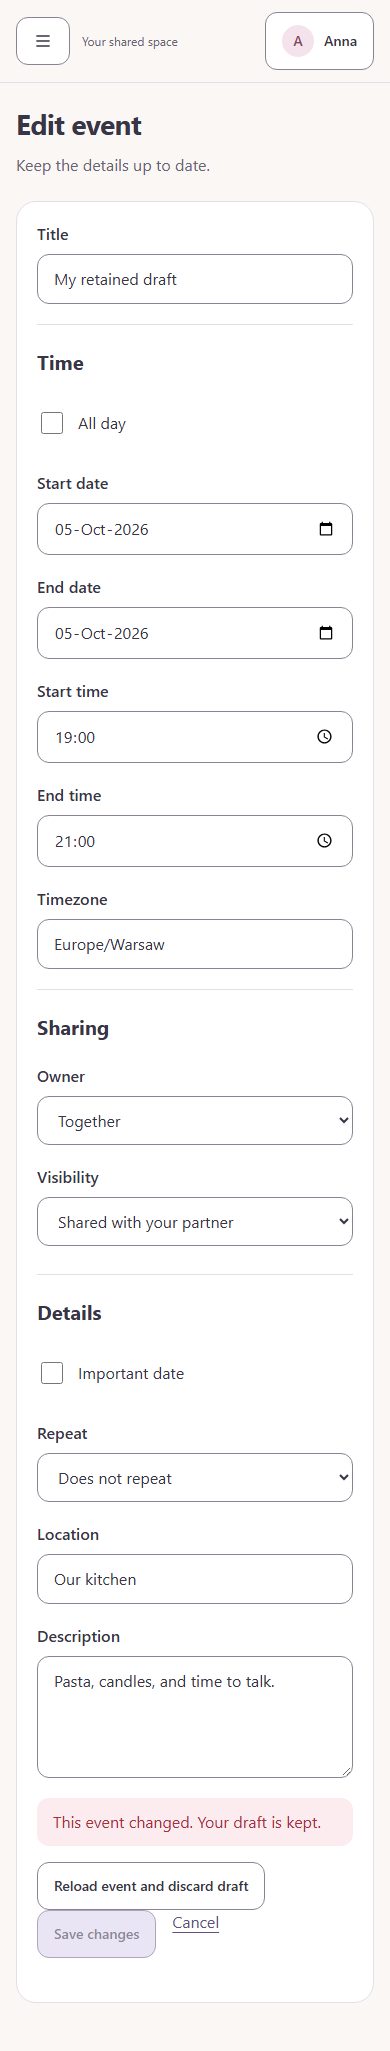 Your shared space
A
Anna
Edit event
Keep the details up to date.
Title
My retained draft
Time
All day
Start date
05-Oct-2026
End date
05-Oct-2026
Start time
19:00
End time
21:00
Timezone
Europe/Warsaw
Sharing
Owner
Together
Visibility
Shared with your partner
Details
Important date
Repeat
Does not repeat
Location
Our kitchen
Description
Pasta, candles, and time to talk.
This event changed. Your draft is kept.
Reload event and discard draft
Save changes
Cancel